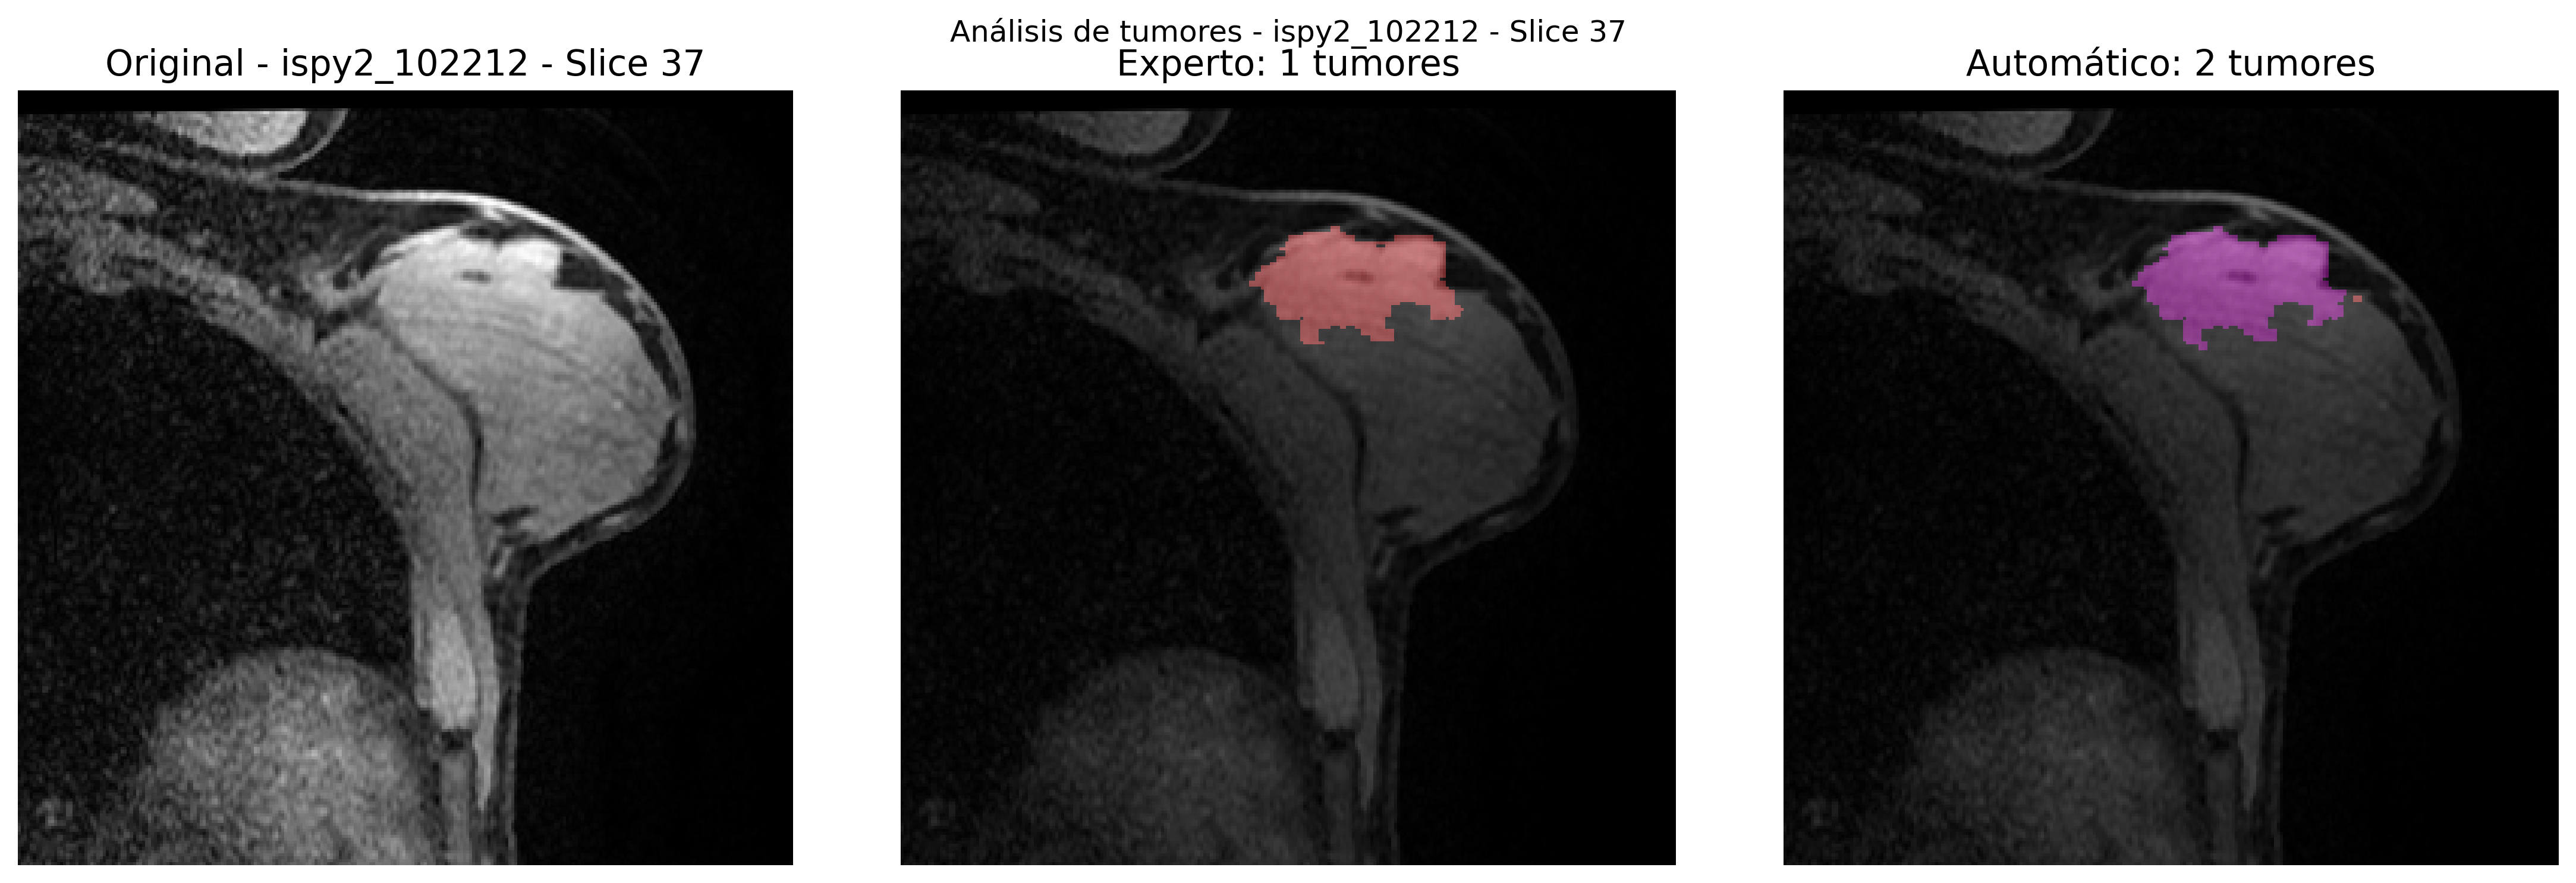 Análisis de tumores - ispy2_102212 - Slice 37
Original - ispy2_102212 - Slice 37
Experto: 1 tumores
Automático: 2 tumores